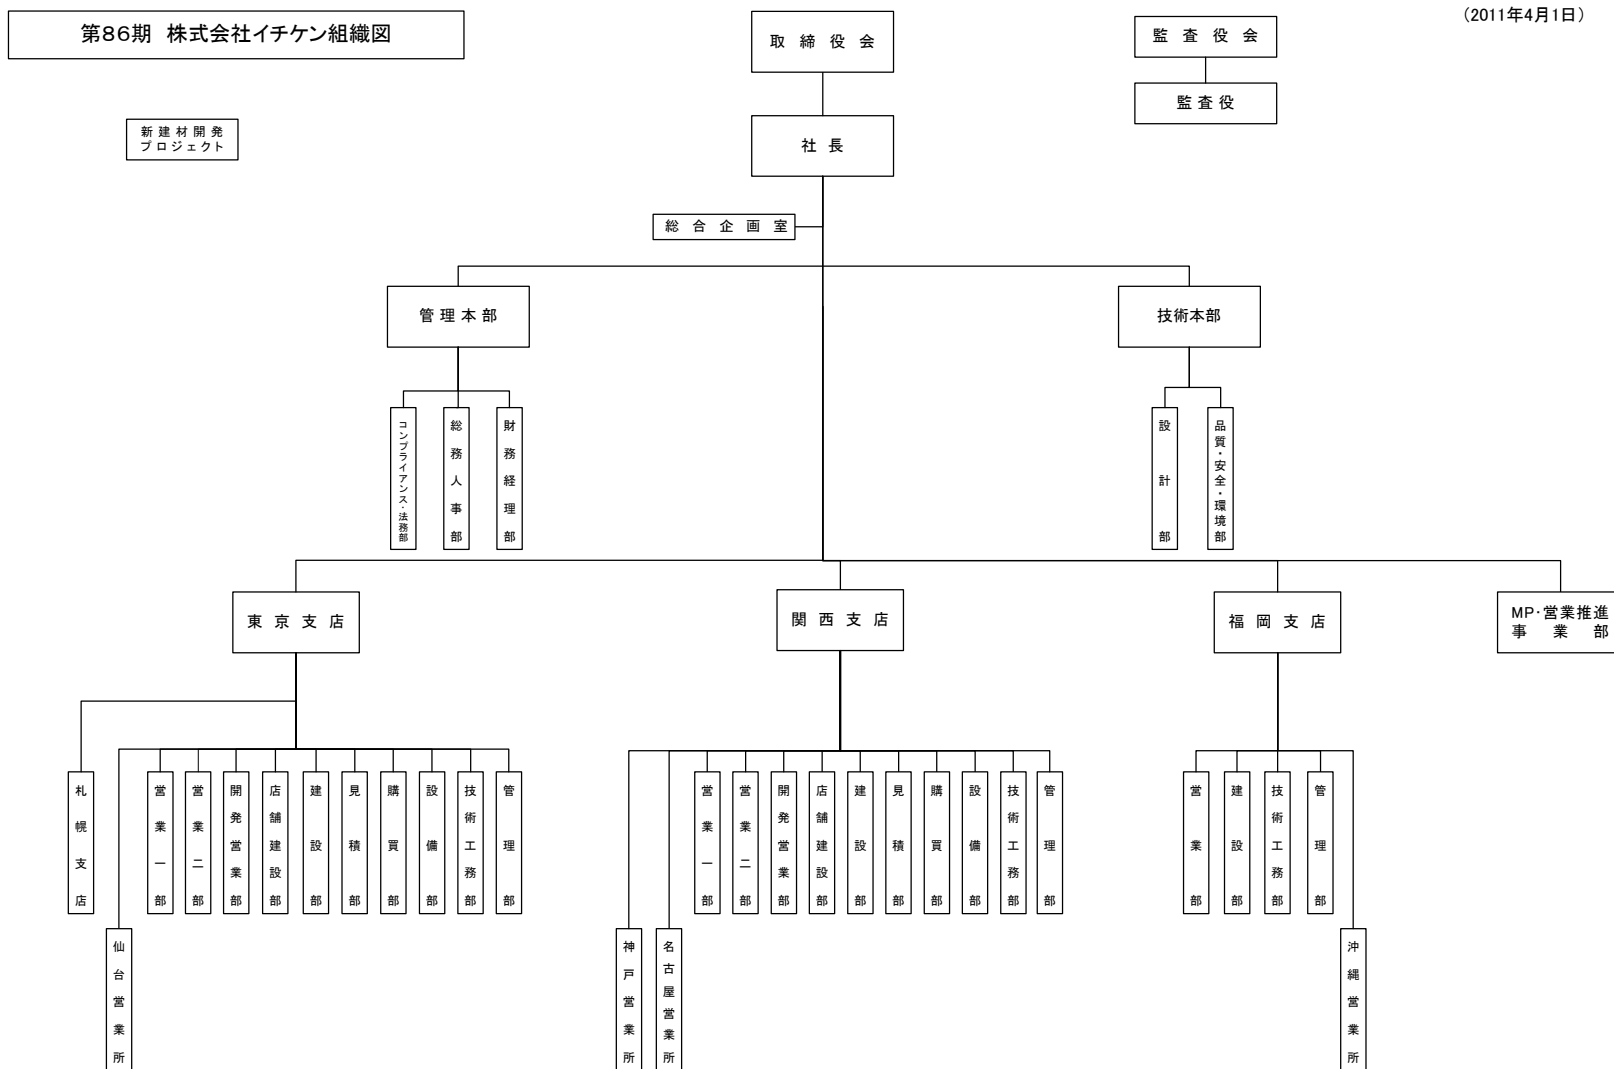 第86期 株式会社イチケン組織図
(2011年4月1日)
取締役会
監査役会
監査役
新建材開発
プロジェクト
社長
総合企画室
管理本部
技術本部
コンプライアンス・法務部
総務人事部
財務経理部
設計部
品質・安全・環境部
東京支店
関西支店
福岡支店
MP・営業推進
事業部
札幌支店
営業一部
営業二部
開発営業部
店舗建設部
建設部
見積部
購買部
設備部
技術工務部
管理部
営業一部
営業二部
開発営業部
店舗建設部
建設部
見積部
購買部
設備部
技術工務部
管理部
営業部
建設部
技術工務部
管理部
仙台営業所
神戸営業所
名古屋営業所
沖縄営業所